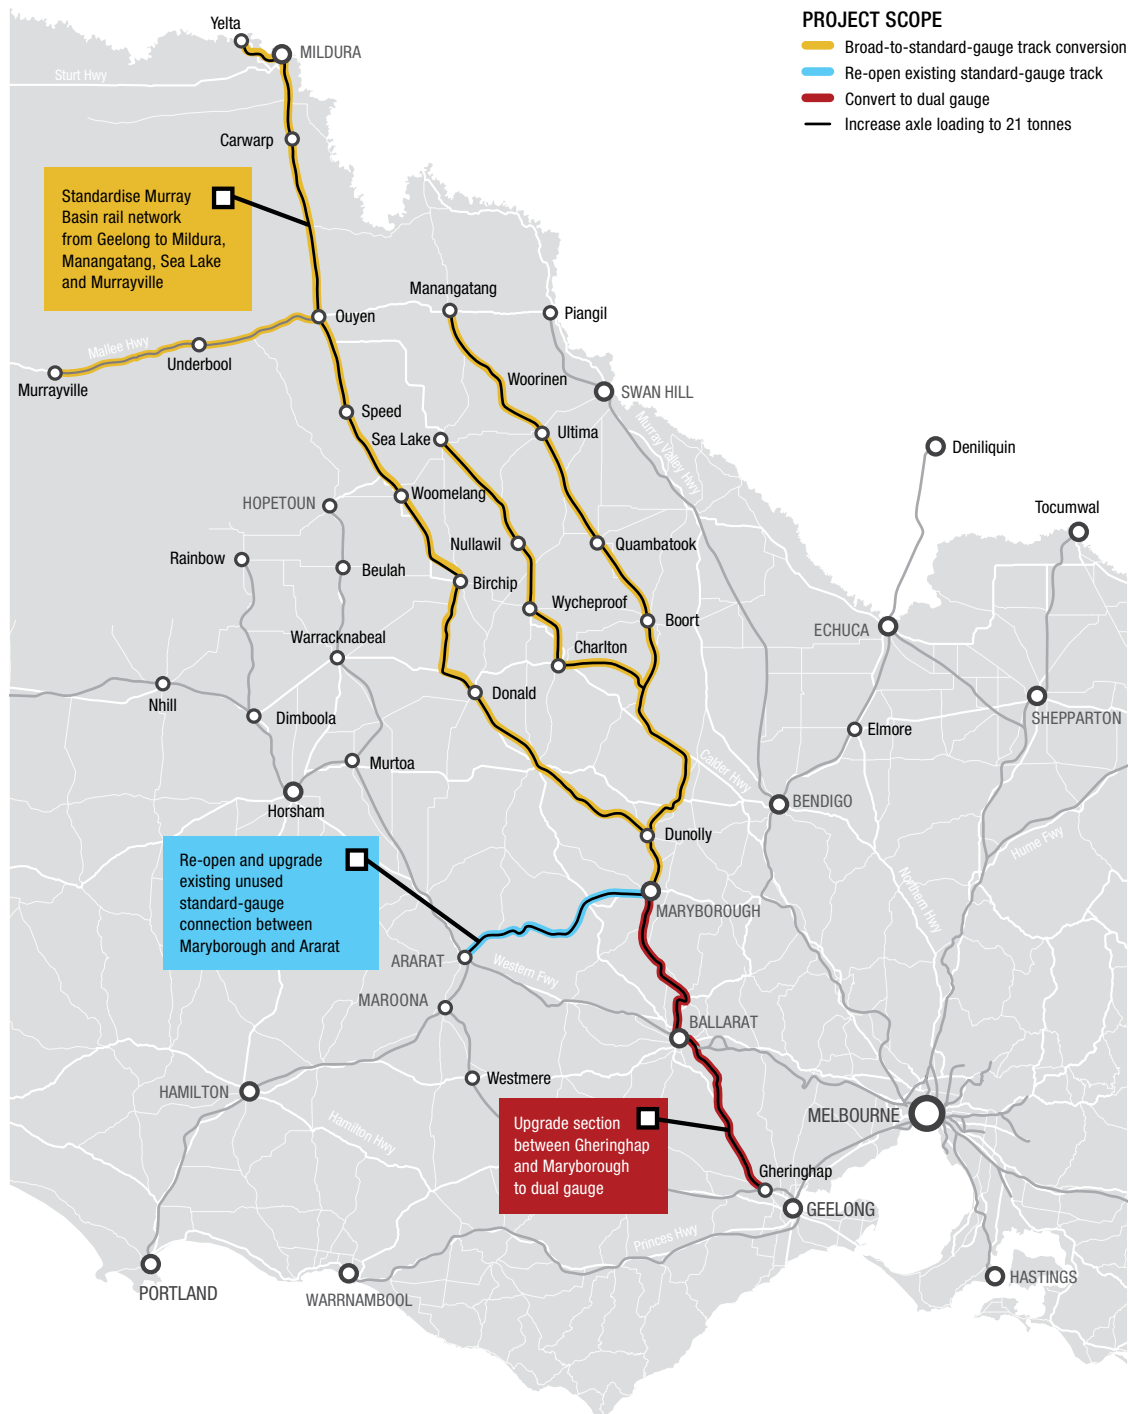 PROJECT SCOPE
Broad-to-standard-gauge track conversion
Re-open existing standard-gauge track
Convert to dual gauge
Increase axle loading to 21 tonnes
Yelta
MILDURA
Sturt Hwy
Carwarp
Standardise Murray
Basin rail network
from Geelong to Mildura,
Manangatang, Sea Lake
and Murrayville
Manangatang
Piangil
Ouyen
Mallee Hwy
Underbool
Murrayville
Woorinen
SWAN HILL
Speed
Sea Lake
Ultima
Murray Valley Hwy
Deniliquin
Woomelang
HOPETOUN
Tocumwal
Nullawil
Quambatook
Rainbow
Beulah
Birchip
Wycheproof
Boort
ECHUCA
Warracknabeal
Charlton
Nhill
Donald
Dimboola
SHEPPARTON
Elmore
Murtoa
Calder Hwy
BENDIGO
Horsham
Dunolly
Hume Fwy
Northern Hwy
Re-open and upgrade
existing unused
standard-gauge
connection between
Maryborough and Ararat
MARYBOROUGH
ARARAT
Western Fwy
MAROONA
BALLARAT
Westmere
HAMILTON
Hamilton Hwy
MELBOURNE
Upgrade section
between Gheringhap
and Maryborough
to dual gauge
Gheringhap
GEELONG
Princes Hwy
PORTLAND
WARRNAMBOOL
HASTINGS